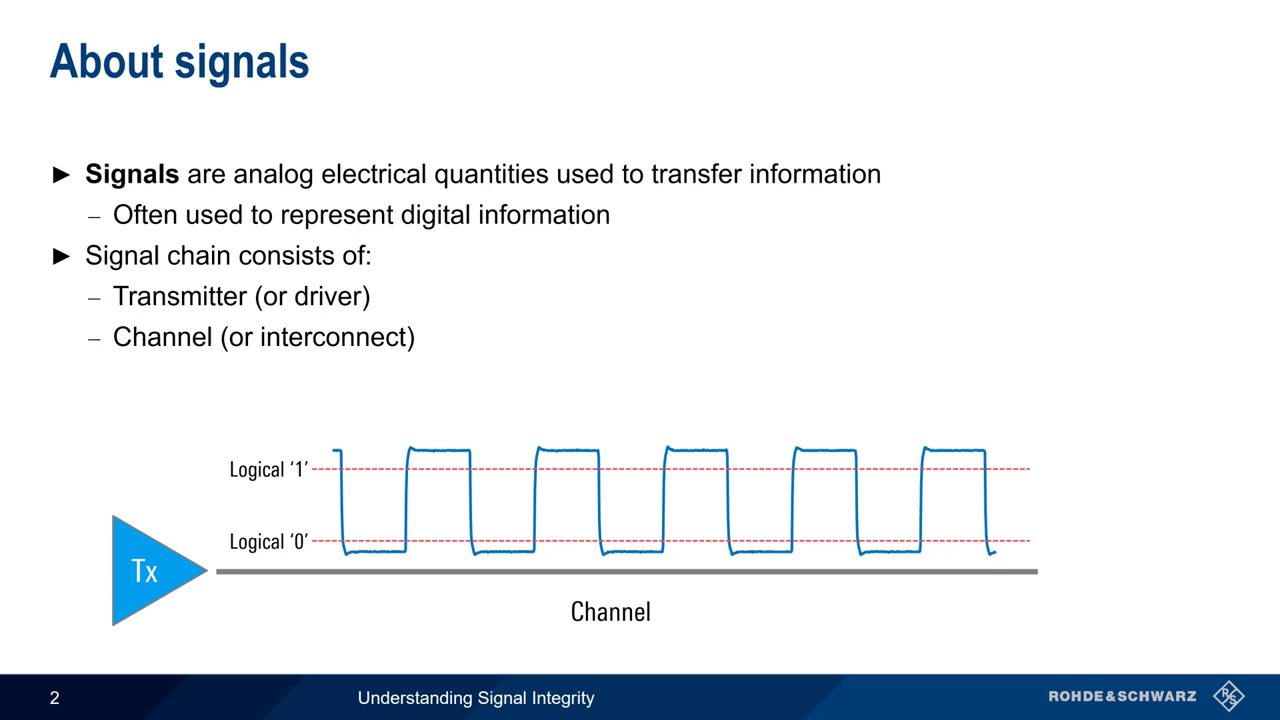 About signals
► Signals are analog electrical quantities used to transfer information
– Often used to represent digital information
► Signal chain consists of:
– Transmitter (or driver)
– Channel (or interconnect)
Logical ‘1’
Logical ‘0’
Tx
Channel
2
Understanding Signal Integrity
ROHDE&SCHWARZ
R&S